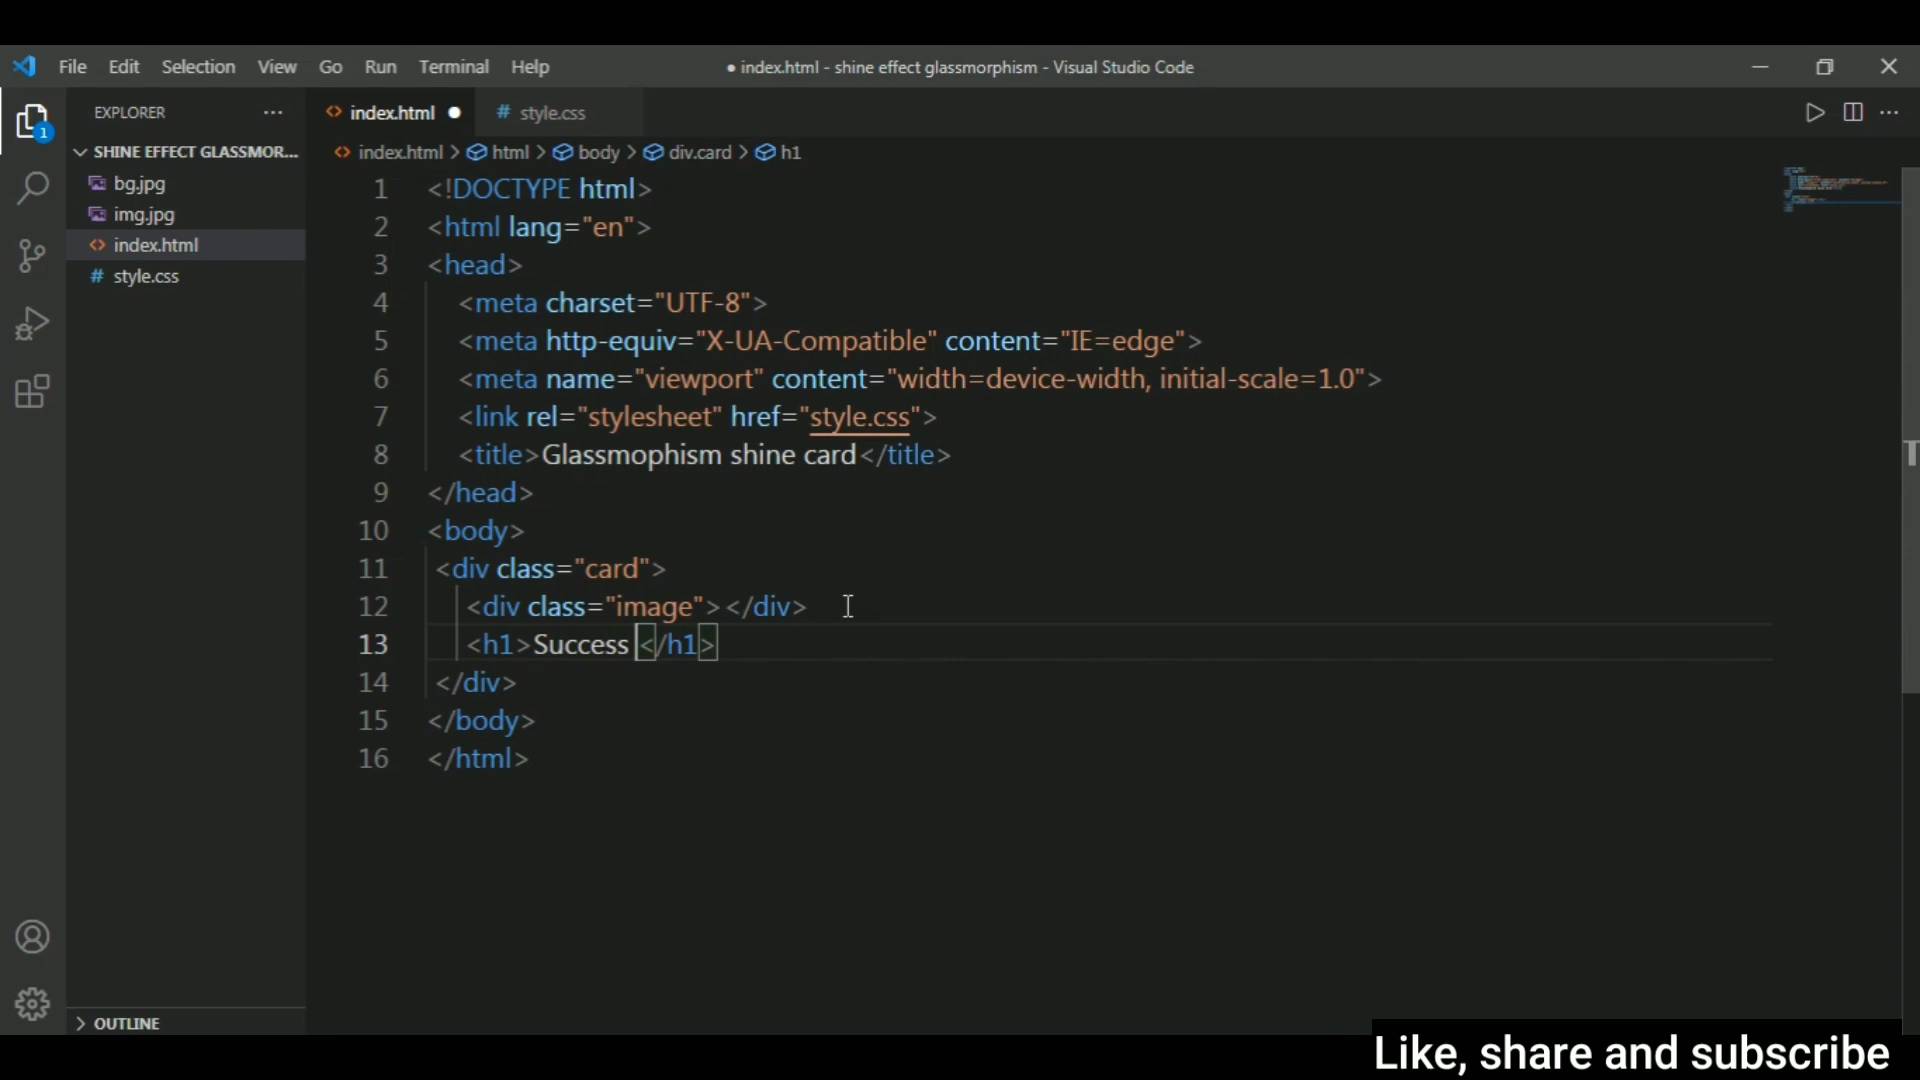 File Edit Selection View Go Run Terminal Help
● index.html - shine effect glassmorphism - Visual Studio Code
EXPLORER
index.html
style.css
1
SHINE EFFECT GLASSMOR...
index.html > html > body > div.card > h1
bg.jpg
img.jpg
index.html
style.css
1 <!DOCTYPE html>
2 <html lang="en">
3 <head>
4 <meta charset="UTF-8">
5 <meta http-equiv="X-UA-Compatible" content="IE=edge">
6 <meta name="viewport" content="width=device-width, initial-scale=1.0">
7 <link rel="stylesheet" href="style.css">
8 <title>Glassmophism shine card</title>
9 </head>
10 <body>
11 <div class="card">
12 <div class="image"></div>
13 <h1>Success </h1>
14 </div>
15 </body>
16 </html>
OUTLINE
Like, share and subscribe